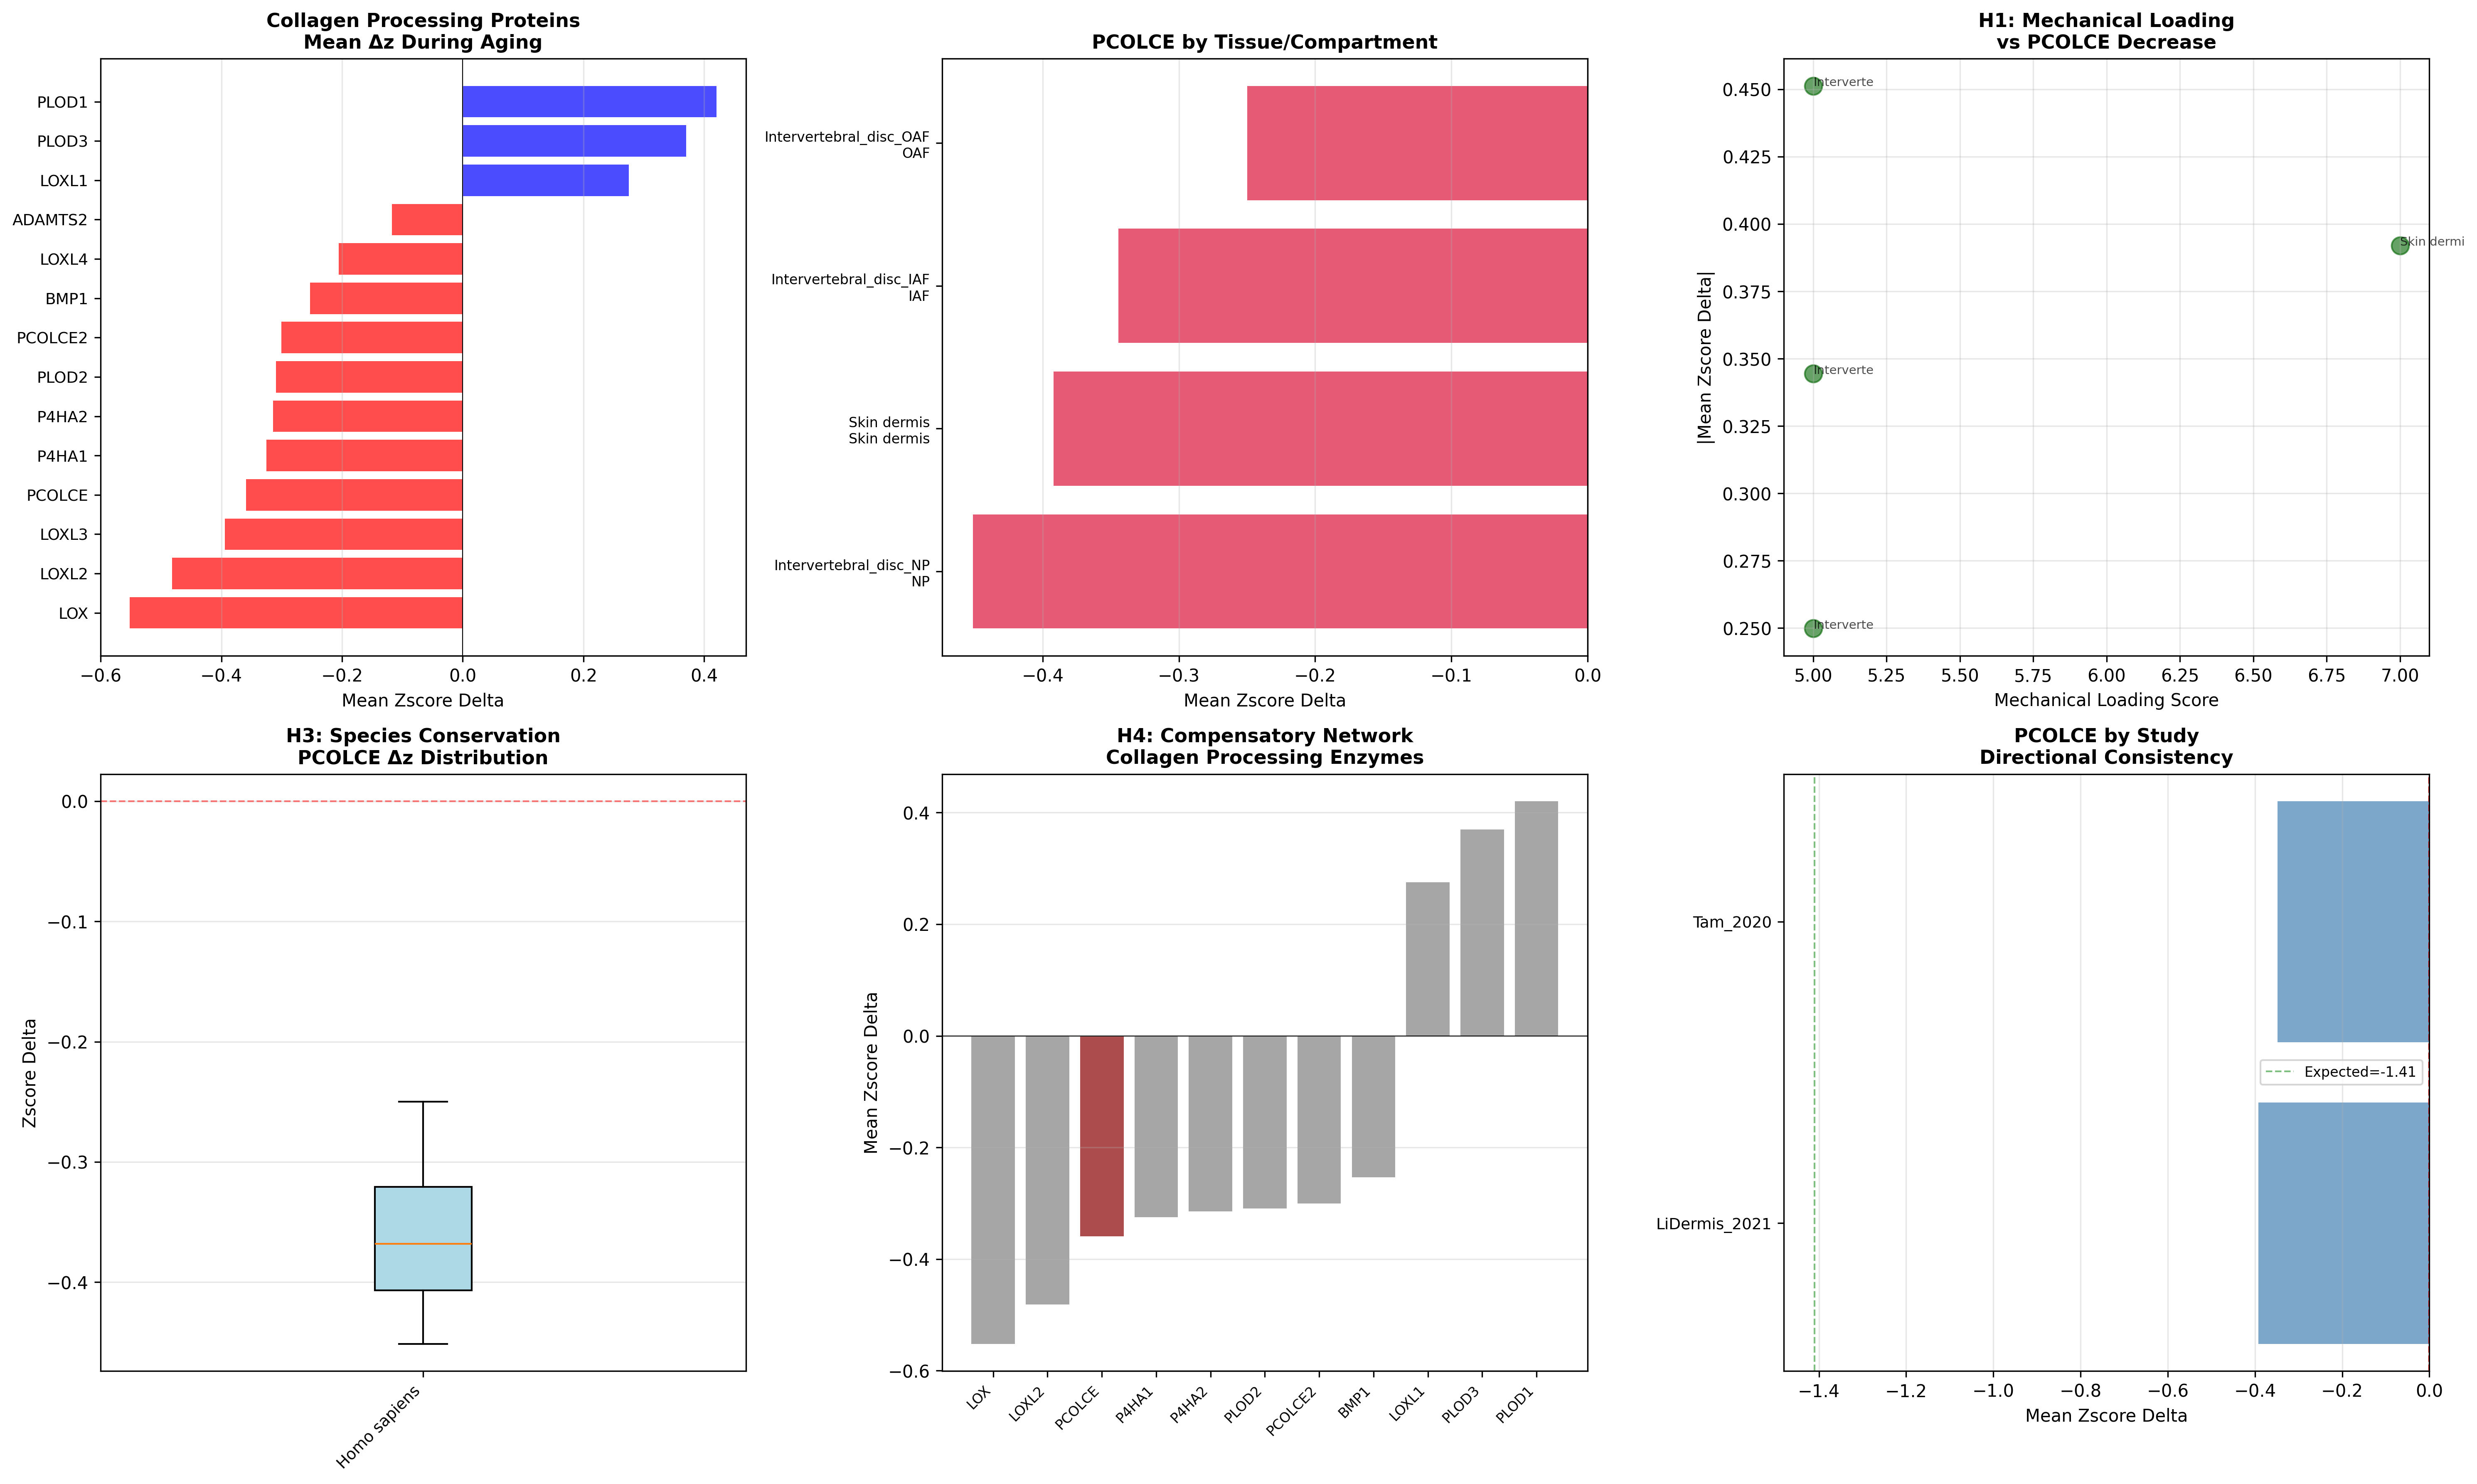 Collagen Processing Proteins
Mean Δz During Aging
PLOD1
PLOD3
LOXL1
ADAMTS2
LOXL4
BMP1
PCOLCE2
PLOD2
P4HA2
P4HA1
PCOLCE
LOXL3
LOXL2
LOX
−0.6
−0.4
−0.2
0.0
0.2
0.4
Mean Zscore Delta
PCOLCE by Tissue/Compartment
Intervertebral_disc_OAF
OAF
Intervertebral_disc_IAF
IAF
Skin dermis
Skin dermis
Intervertebral_disc_NP
NP
−0.4
−0.3
−0.2
−0.1
0.0
Mean Zscore Delta
H1: Mechanical Loading
vs PCOLCE Decrease
|Mean Zscore Delta|
0.450
0.425
0.400
0.375
0.350
0.325
0.300
0.275
0.250
Interverte
Skin dermi
Interverte
Interverte
5.00
5.25
5.50
5.75
6.00
6.25
6.50
6.75
7.00
Mechanical Loading Score
H3: Species Conservation
PCOLCE Δz Distribution
Zscore Delta
0.0
−0.1
−0.2
−0.3
−0.4
Homo sapiens
H4: Compensatory Network
Collagen Processing Enzymes
Mean Zscore Delta
0.4
0.2
0.0
−0.2
−0.4
−0.6
LOX
LOXL2
PCOLCE
P4HA1
P4HA2
PLOD2
PCOLCE2
BMP1
LOXL1
PLOD3
PLOD1
PCOLCE by Study
Directional Consistency
Tam_2020
LiDermis_2021
Expected=-1.41
−1.4
−1.2
−1.0
−0.8
−0.6
−0.4
−0.2
0.0
Mean Zscore Delta